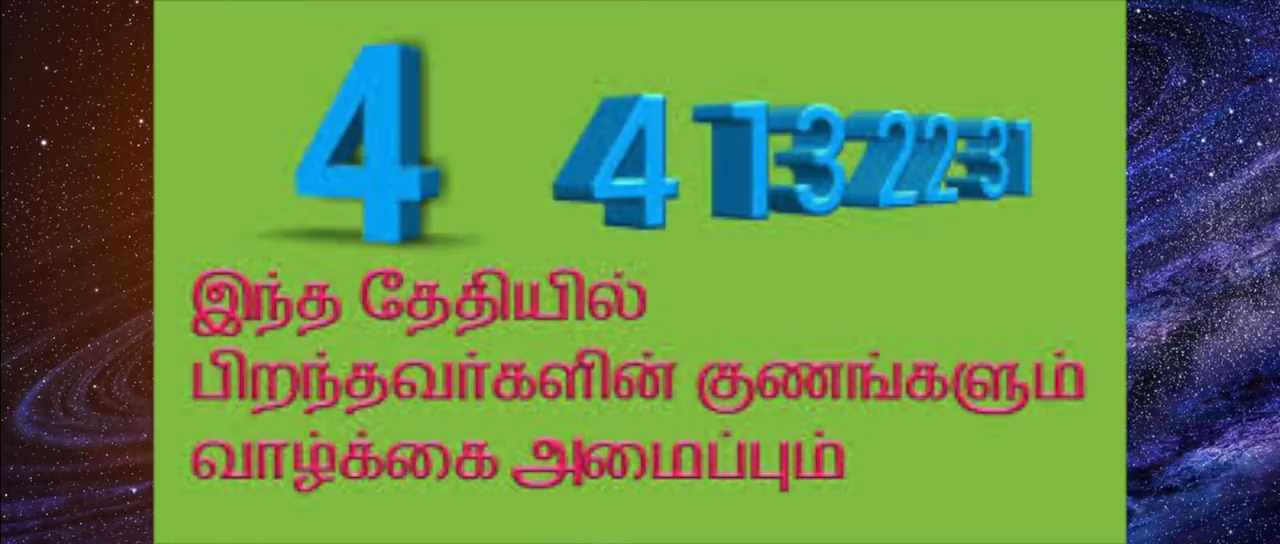 4 4 13 22 31
இந்த தேதியில்
பிறந்தவர்களின் குணங்களும்
வாழ்க்கை அமைப்பும்